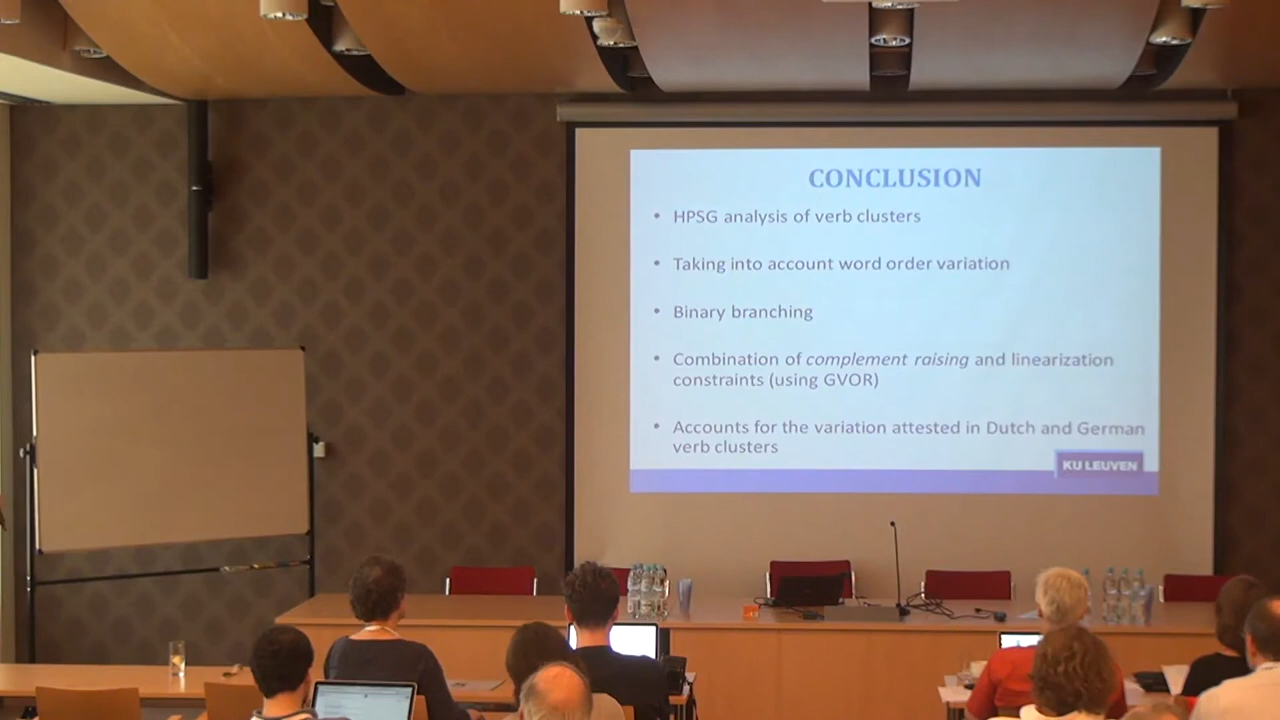 CONCLUSION
• HPSG analysis of verb clusters
• Taking into account word order variation
• Binary branching
• Combination of complement raising and linearization
constraints (using GVOR)
• Accounts for the variation attested in Dutch and German
verb clusters
KU LEUVEN